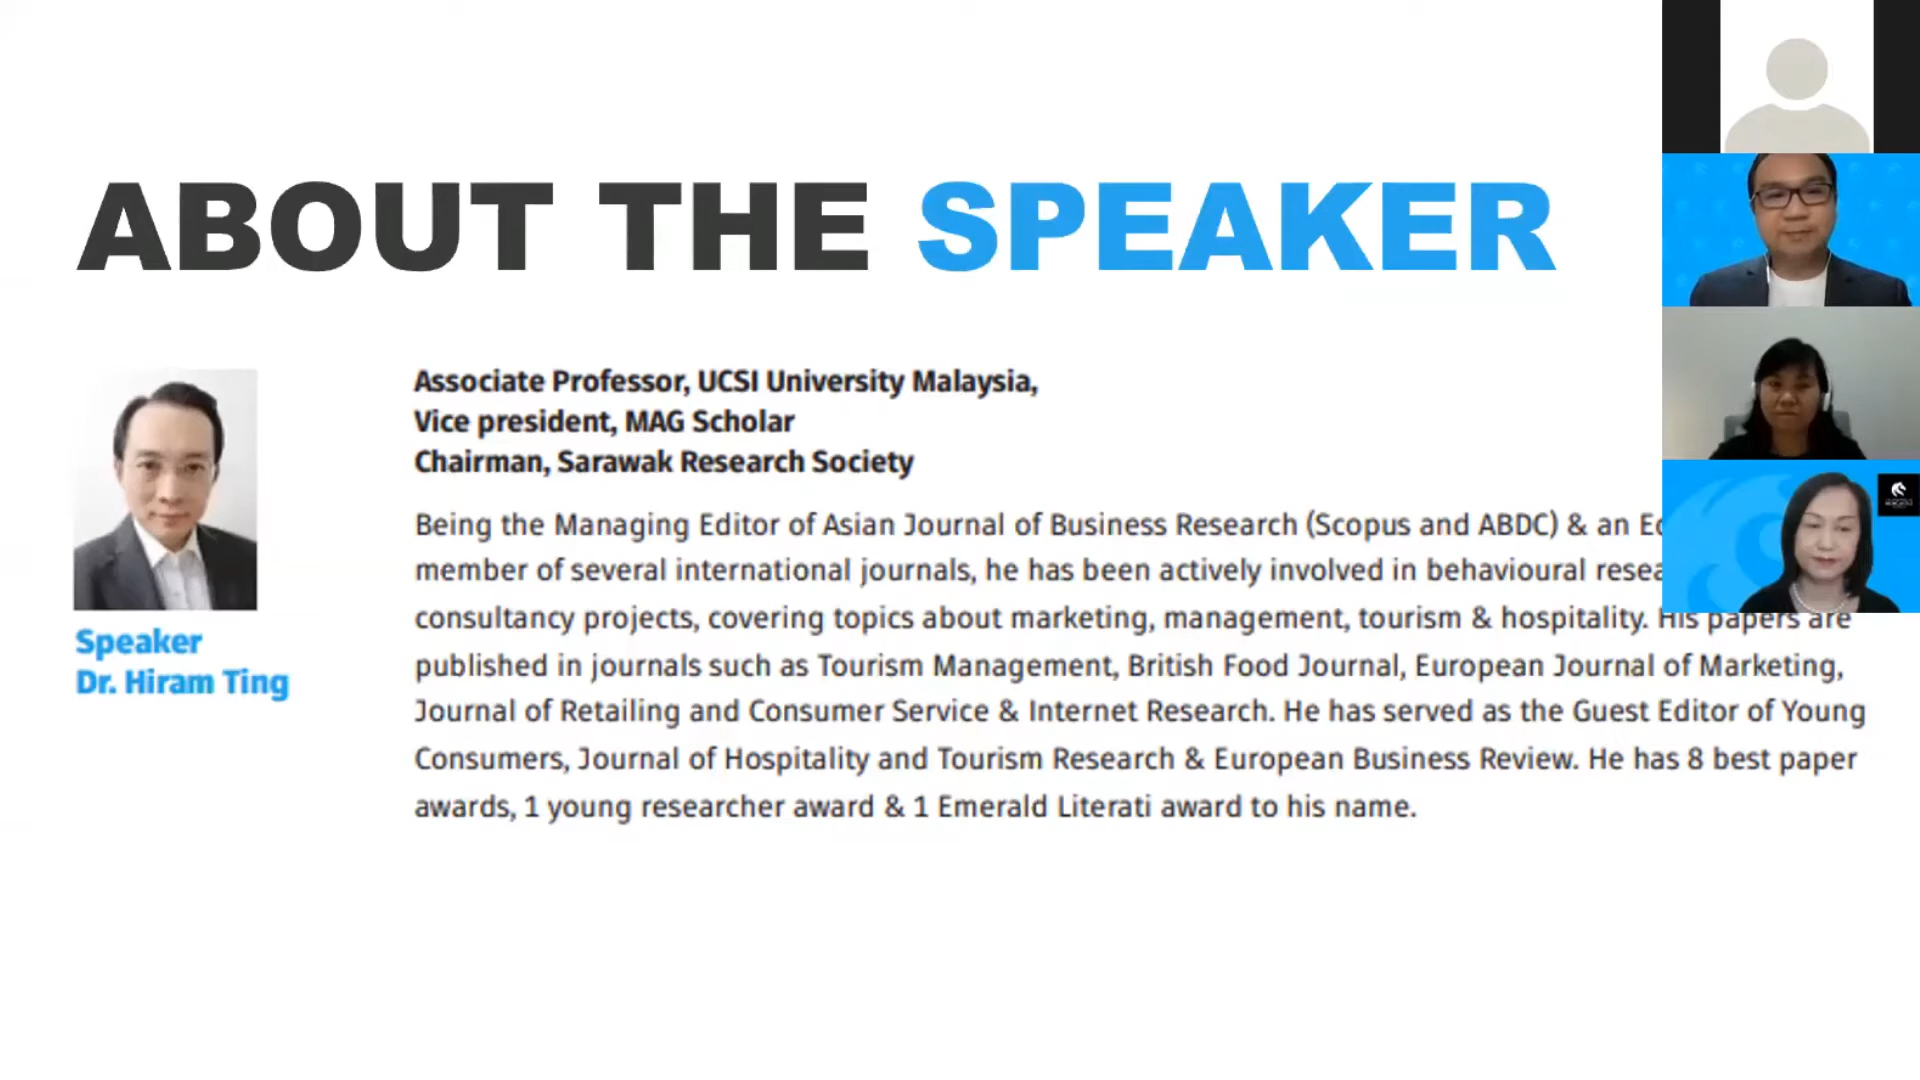 ABOUT THE SPEAKER
Associate Professor, UCSI University Malaysia,
Vice president, MAG Scholar
Chairman, Sarawak Research Society
Being the Managing Editor of Asian Journal of Business Research (Scopus and ABDC) & an
member of several international journals, he has been actively involved in behavioural
consultancy projects, covering topics about marketing, management, tourism & hospitality. His papers are
published in journals such as Tourism Management, British Food Journal, European Journal of Marketing,
Journal of Retailing and Consumer Service & Internet Research. He has served as the Guest Editor of Young
Consumers, Journal of Hospitality and Tourism Research & European Business Review. He has 8 best paper
awards, 1 young researcher award & 1 Emerald Literati award to his name.
Speaker
Dr. Hiram Ting